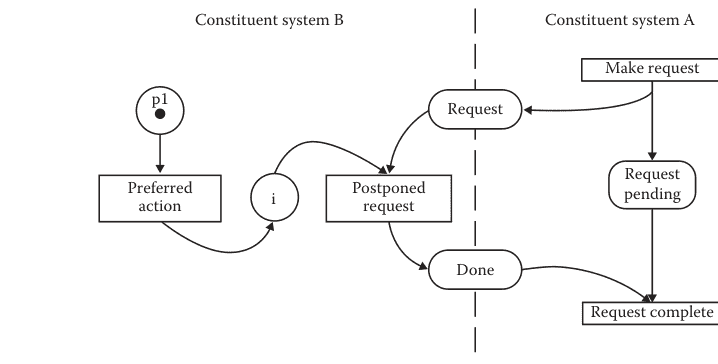 Constituent system B
Constituent system A
Make request
p1
Request
Request
pending
Preferred
action
i
Postponed
request
Done
Request complete